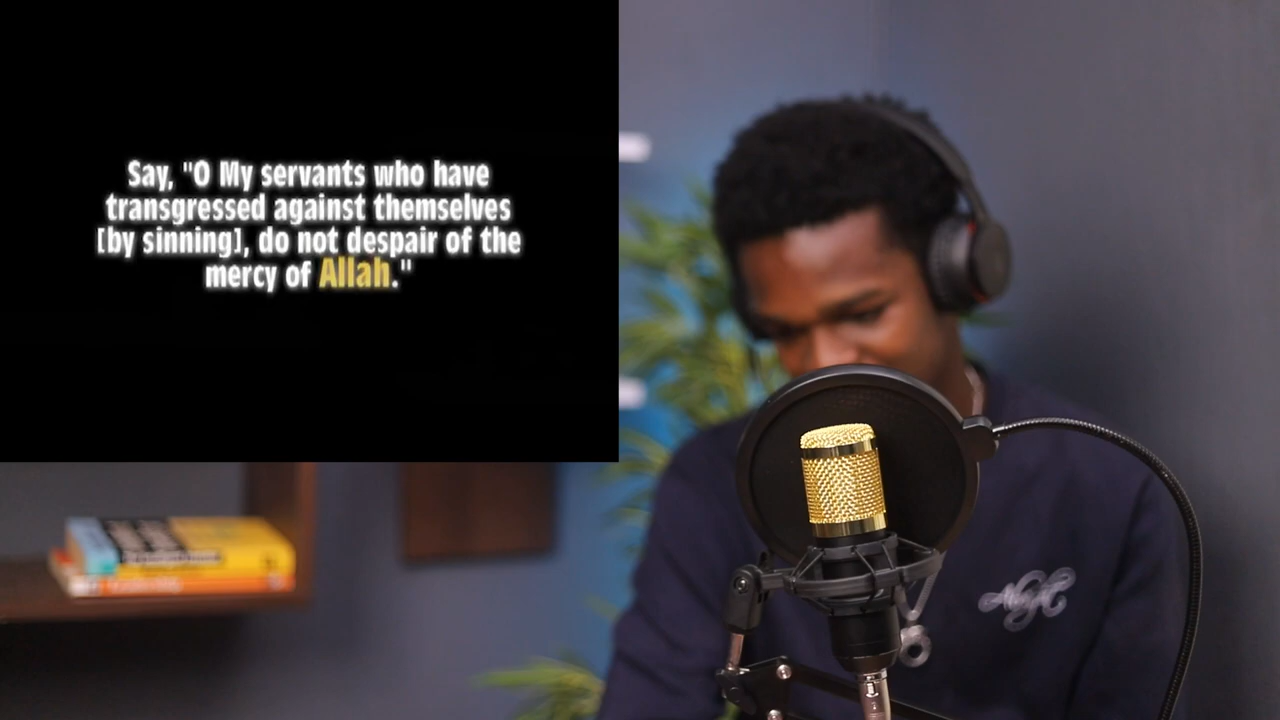 Say, "O My servants who have
transgressed against themselves
[by sinning], do not despair of the
mercy of Allah."